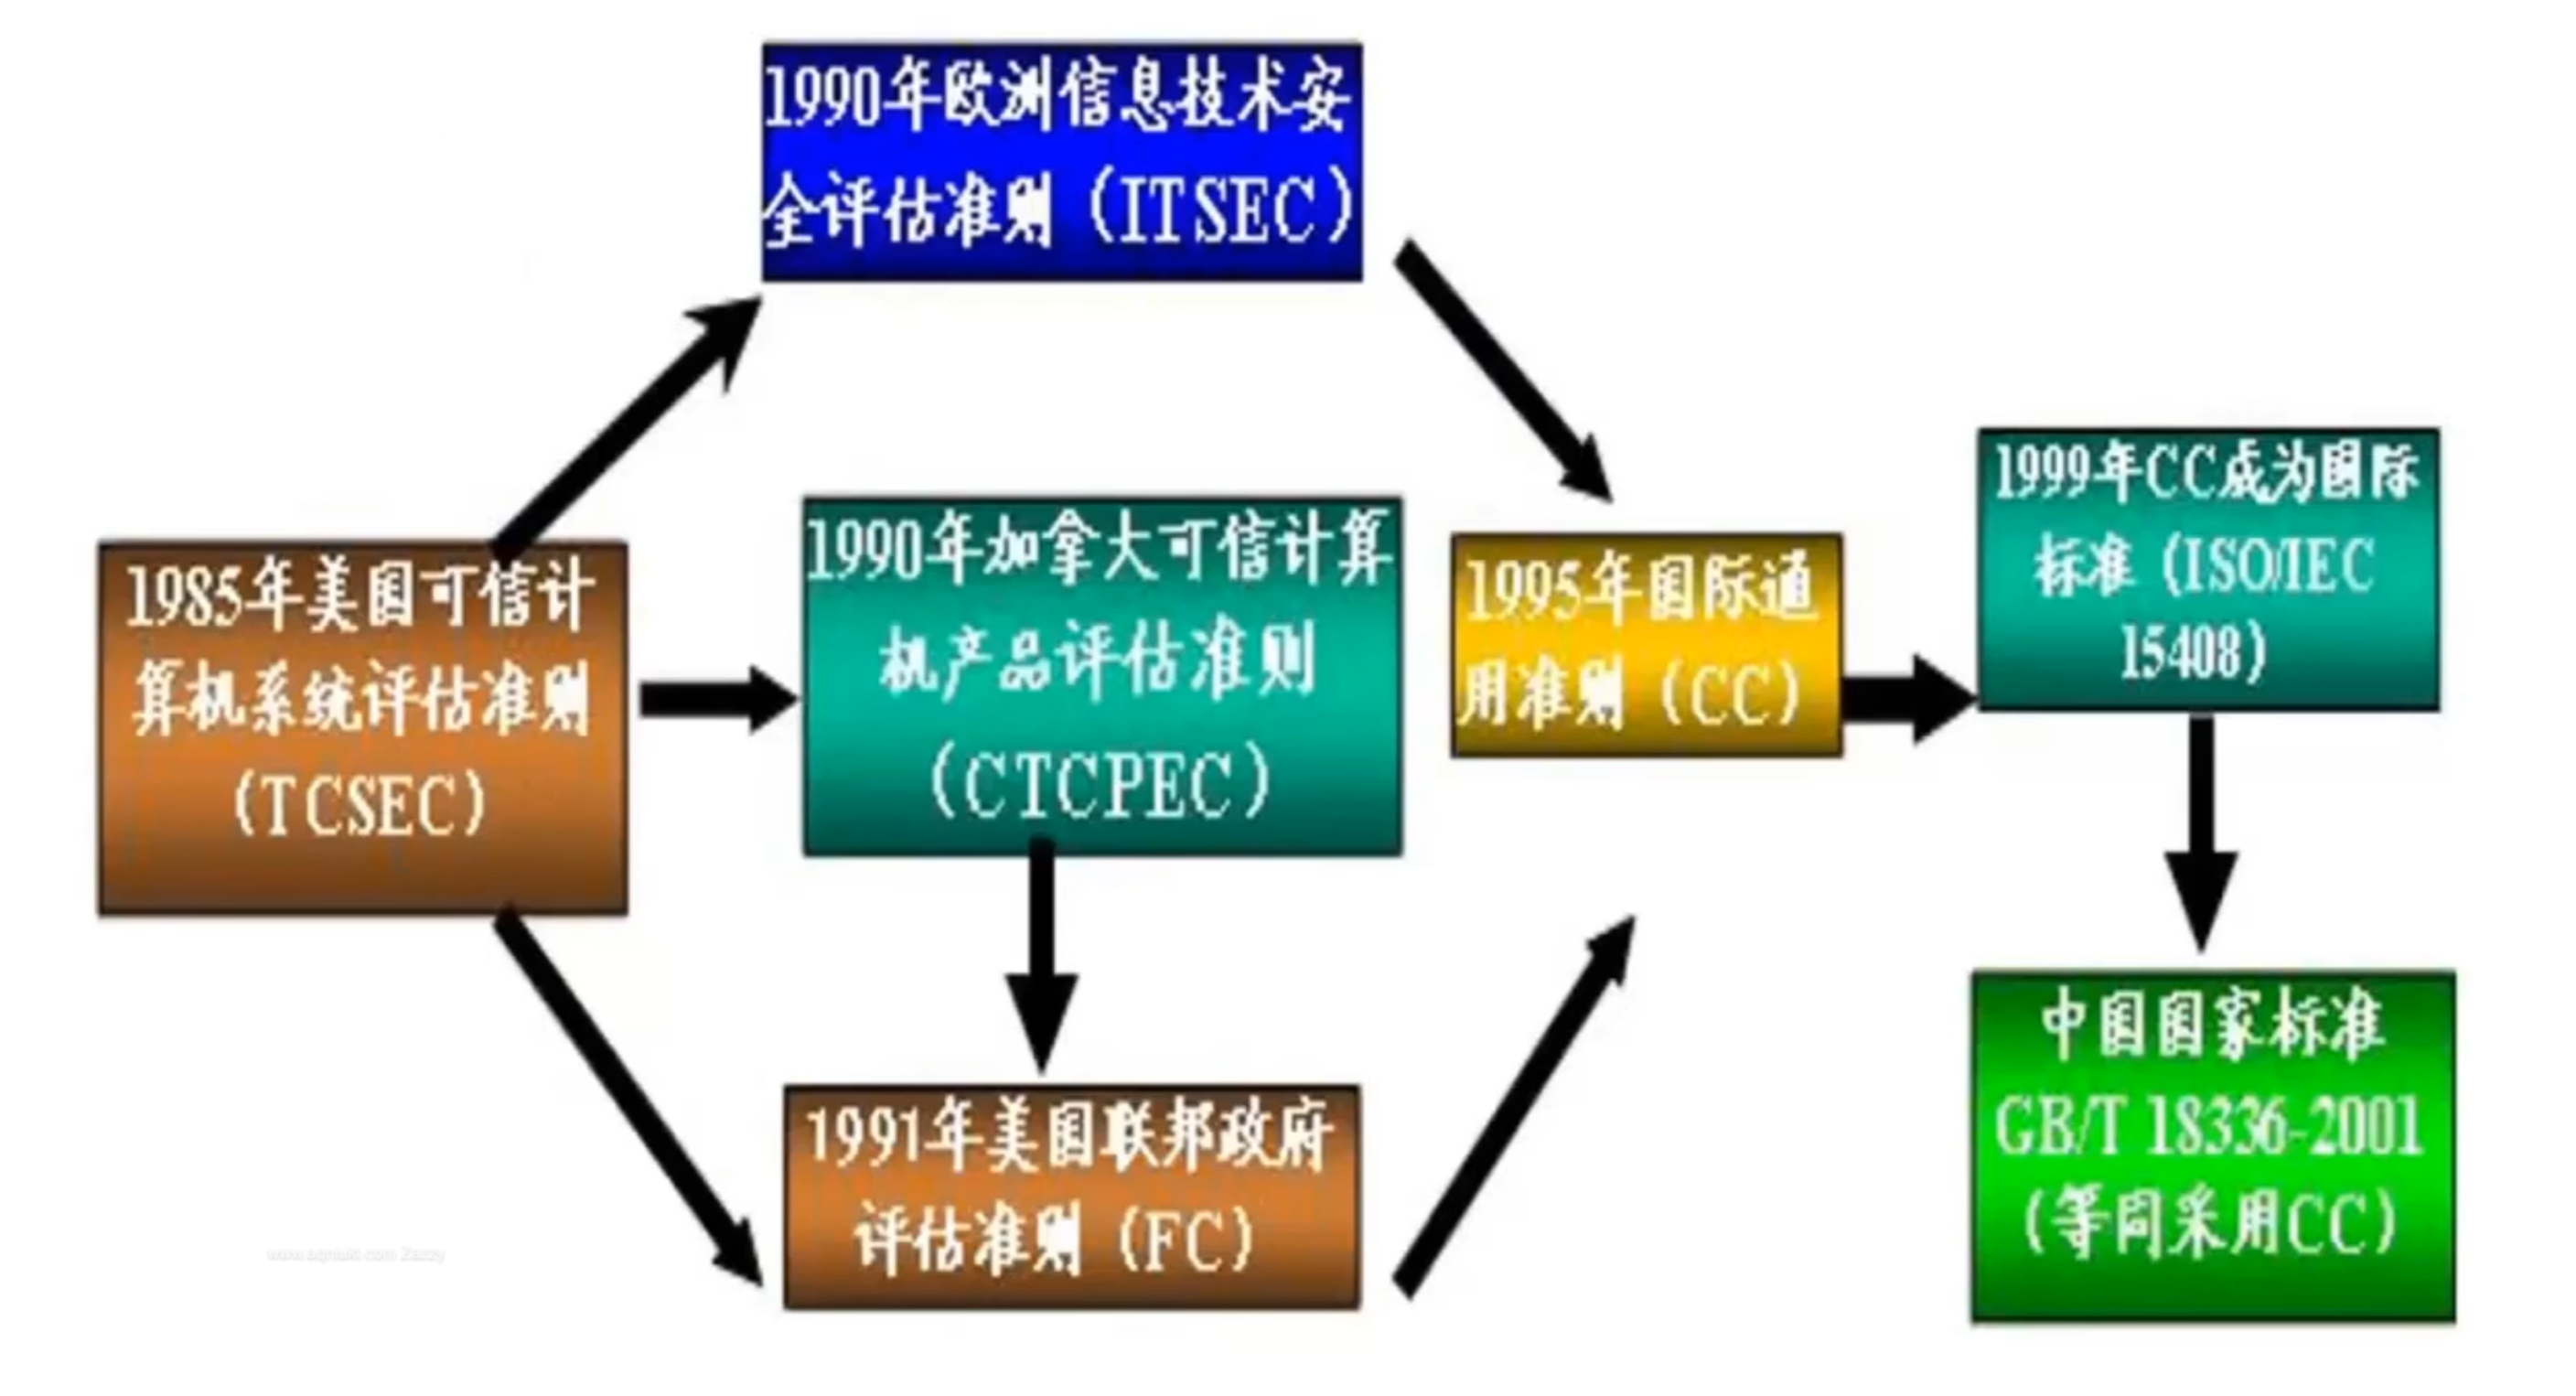 1990年欧洲信息技术安
全评估准则（ITSEC）
1985年美国可信计
算机系统评估准则
（TCSEC）
1990年加拿大可信计算
机产品评估准则
（CTCPEC）
1991年美国联邦政府
评估准则（FC）
1995年国际通
用准则（CC）
1999年CC成为国际
标准（ISO/IEC
15408）
中国国家标准
GB/T 18336-2001
（等同采用CC）